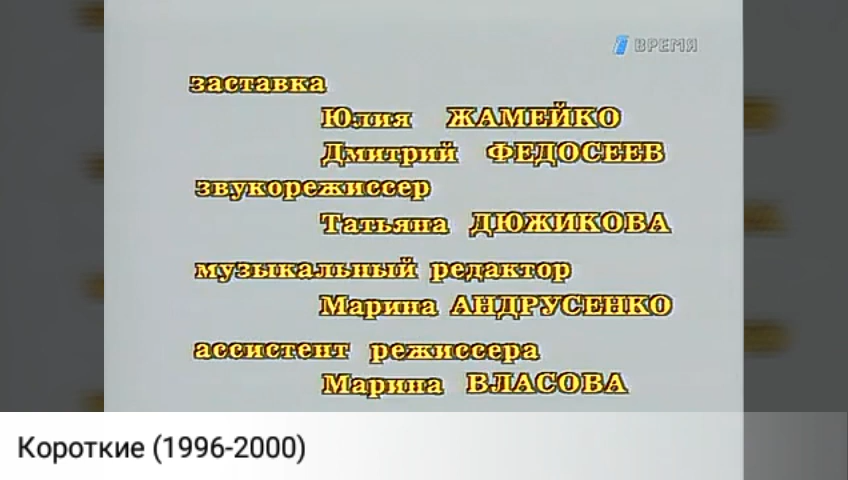 1 ВРЕМЯ
заставка
Юлия ЖАМЕЙКО
Дмитрий ФЕДОСЕЕВ
звукорежиссер
Татьяна ДЮЖИКОВА
музыкальный редактор
Марина АНДРУСЕНКО
ассистент режиссера
Марина ВЛАСОВА
Короткие (1996-2000)